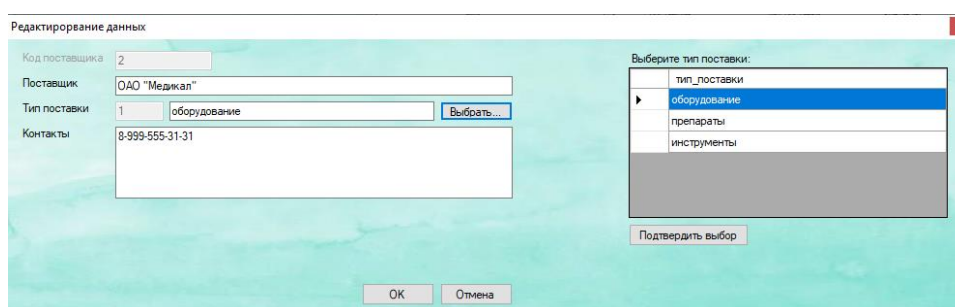 Редактирорвание данных
Код поставщика 2
Поставщик ОАО "Медикал"
Тип поставки 1 оборудование Выбрать...
Контакты 8-999-555-31-31
OK Отмена
Выберите тип поставки:
тип_поставки
оборудование
препараты
инструменты
Подтвердить выбор